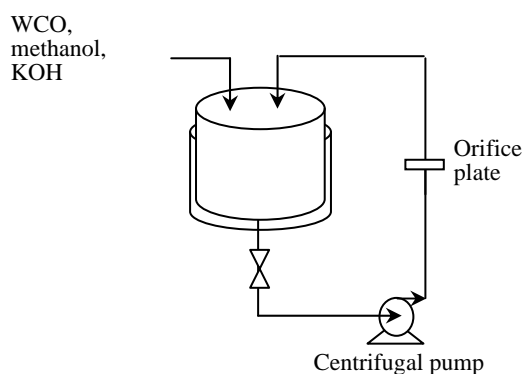 WCO,
methanol,
KOH
Orifice
plate
Centrifugal pump